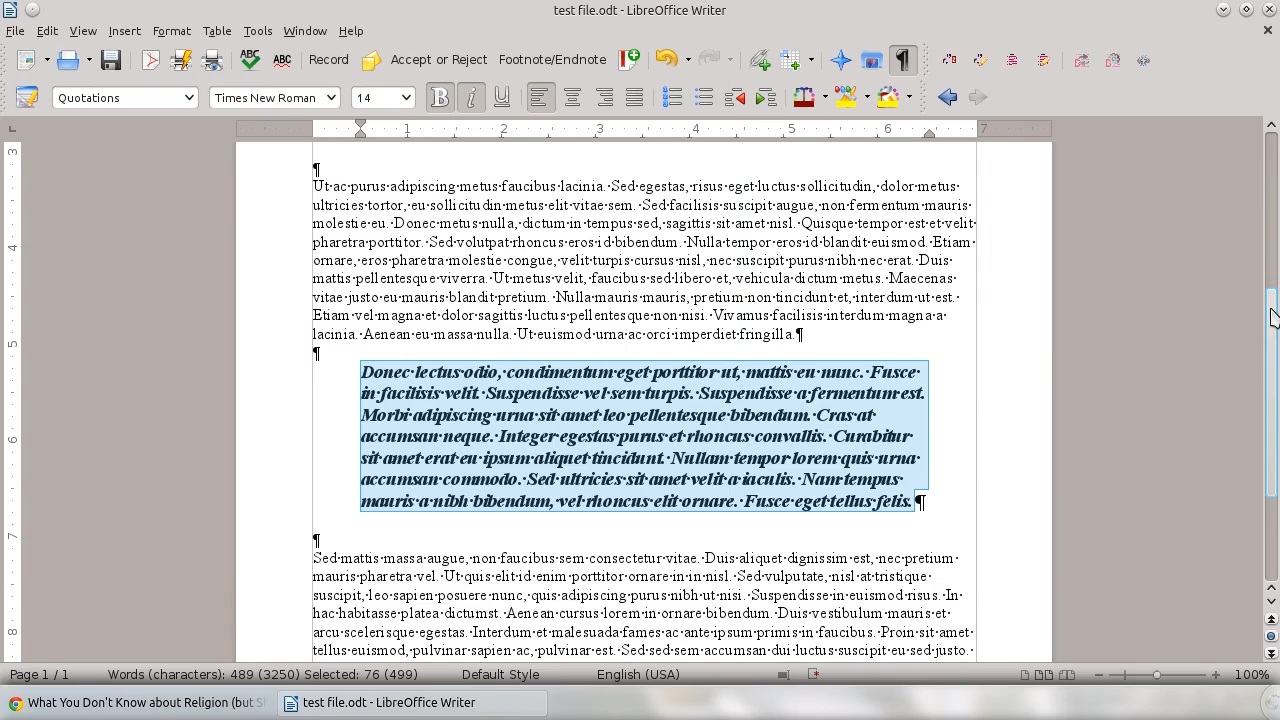 test file.odt - LibreOffice Writer
File Edit View Insert Format Table Tools Window Help
Record Accept or Reject Footnote/Endnote
Quotations Times New Roman 14
1 2 3 4 5 6 7
¶
Ut ac purus adipiscing metus faucibus lacinia. Sed egestas, risus eget luctus sollicitudin, dolor metus
ultricies tortor, eu sollicitudin metus elit vitae sem. Sed facilisis suscipit augue, non fermentum mauris
molestie eu. Donec metus nulla, dictum in tempus sed, sagittis sit amet nisl. Quisque tempor est et velit
pharetra porttitor. Sed volutpat rhoncus eros id bibendum. Nulla tempor eros id blandit euismod. Etiam
ornare, eros pharetra molestie congue, velit turpis cursus nisl, nec suscipit purus nibh nec erat. Duis
mattis pellentesque viverra. Ut metus velit, faucibus sed libero et, vehicula dictum metus. Maecenas
vitae justo eu mauris blandit pretium. Nulla mauris mauris, pretium non tincidunt et, interdum ut est.
Etiam vel magna et dolor sagittis luctus pellentesque non nisi. Vivamus facilisis interdum magna a
lacinia. Aenean eu massa nulla. Ut euismod urna ac orci imperdiet fringilla.¶
¶
Donec lectus odio, condimentum eget porttitor ut, mattis eu nunc. Fusce
in facilisis velit. Suspendisse vel sem turpis. Suspendisse a fermentum est.
Morbi adipiscing urna sit amet leo pellentesque bibendum. Cras at
accumsan neque. Integer egestas purus et rhoncus convallis. Curabitur
sit amet erat eu ipsum aliquet tincidunt. Nullam tempor lorem quis urna
accumsan commodo. Sed ultricies sit amet velit a iaculis. Nam tempus
mauris a nibh bibendum, vel rhoncus elit ornare. Fusce eget tellus felis.¶
¶
Sed mattis massa augue, non faucibus sem consectetur vitae. Duis aliquet dignissim est, nec pretium
mauris pharetra vel. Ut quis elit id enim porttitor ornare in in nisl. Sed vulputate, nisl at tristique
suscipit, leo sapien posuere nunc, quis adipiscing purus nibh ut nisi. Suspendisse in euismod risus. In
hac habitasse platea dictumst. Aenean cursus lorem in ornare bibendum. Duis vestibulum mauris et
arcu scelerisque egestas. Interdum et malesuada fames ac ante ipsum primis in faucibus. Proin sit amet
tellus euismod, pulvinar sapien ac, pulvinar est. Sed sed sem accumsan dui luctus suscipit eu sed justo.
3
4
5
6
7
8
Page 1 / 1 Words (characters): 489 (3250) Selected: 76 (499) Default Style English (USA) 100%
What You Don't Know about Religion (but S test file.odt - LibreOffice Writer